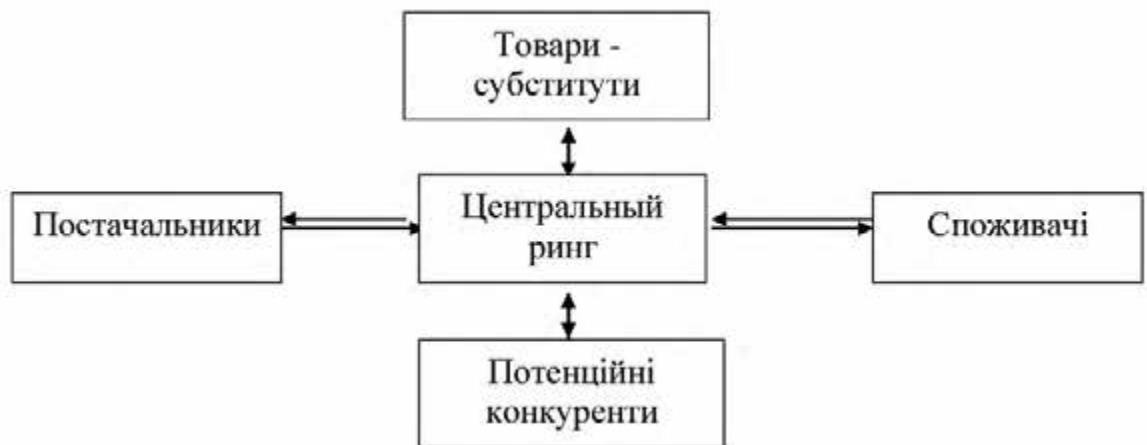 Товари -
субститути
Постачальники
Центральный
ринг
Споживачі
Потенційні
конкуренти